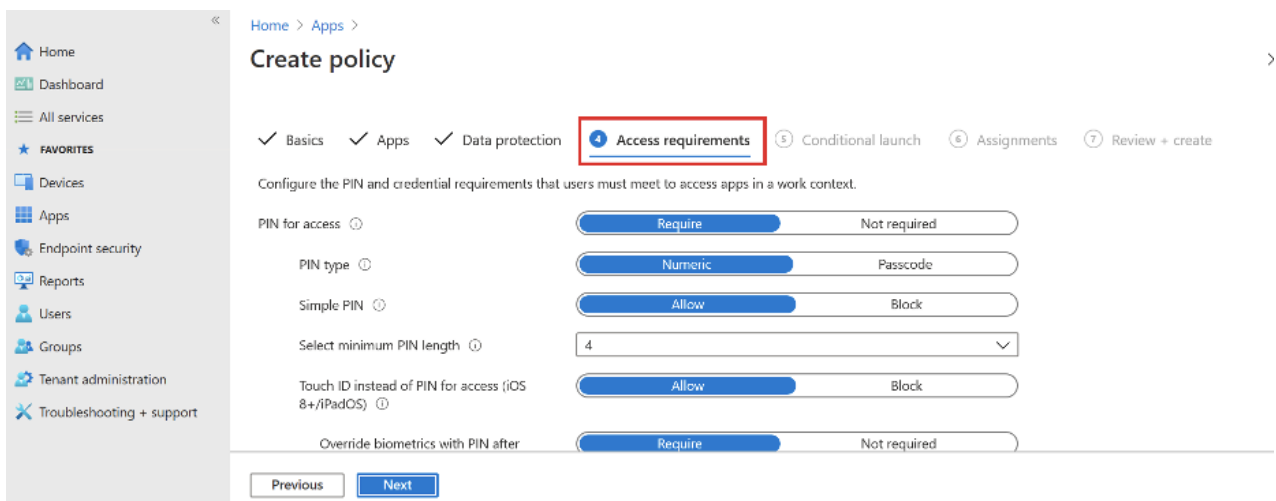 «
Home
Dashboard
All services
FAVORITES
Devices
Apps
Endpoint security
Reports
Users
Groups
Tenant administration
Troubleshooting + support
Home > Apps >
Create policy
Basics Apps Data protection 4 Access requirements 5 Conditional launch 6 Assignments 7 Review + create
Configure the PIN and credential requirements that users must meet to access apps in a work context.
PIN for access Require Not required
PIN type Numeric Passcode
Simple PIN Allow Block
Select minimum PIN length 4
Touch ID instead of PIN for access (iOS
8+/iPadOS) Allow Block
Override biometrics with PIN after Require Not required
Previous Next